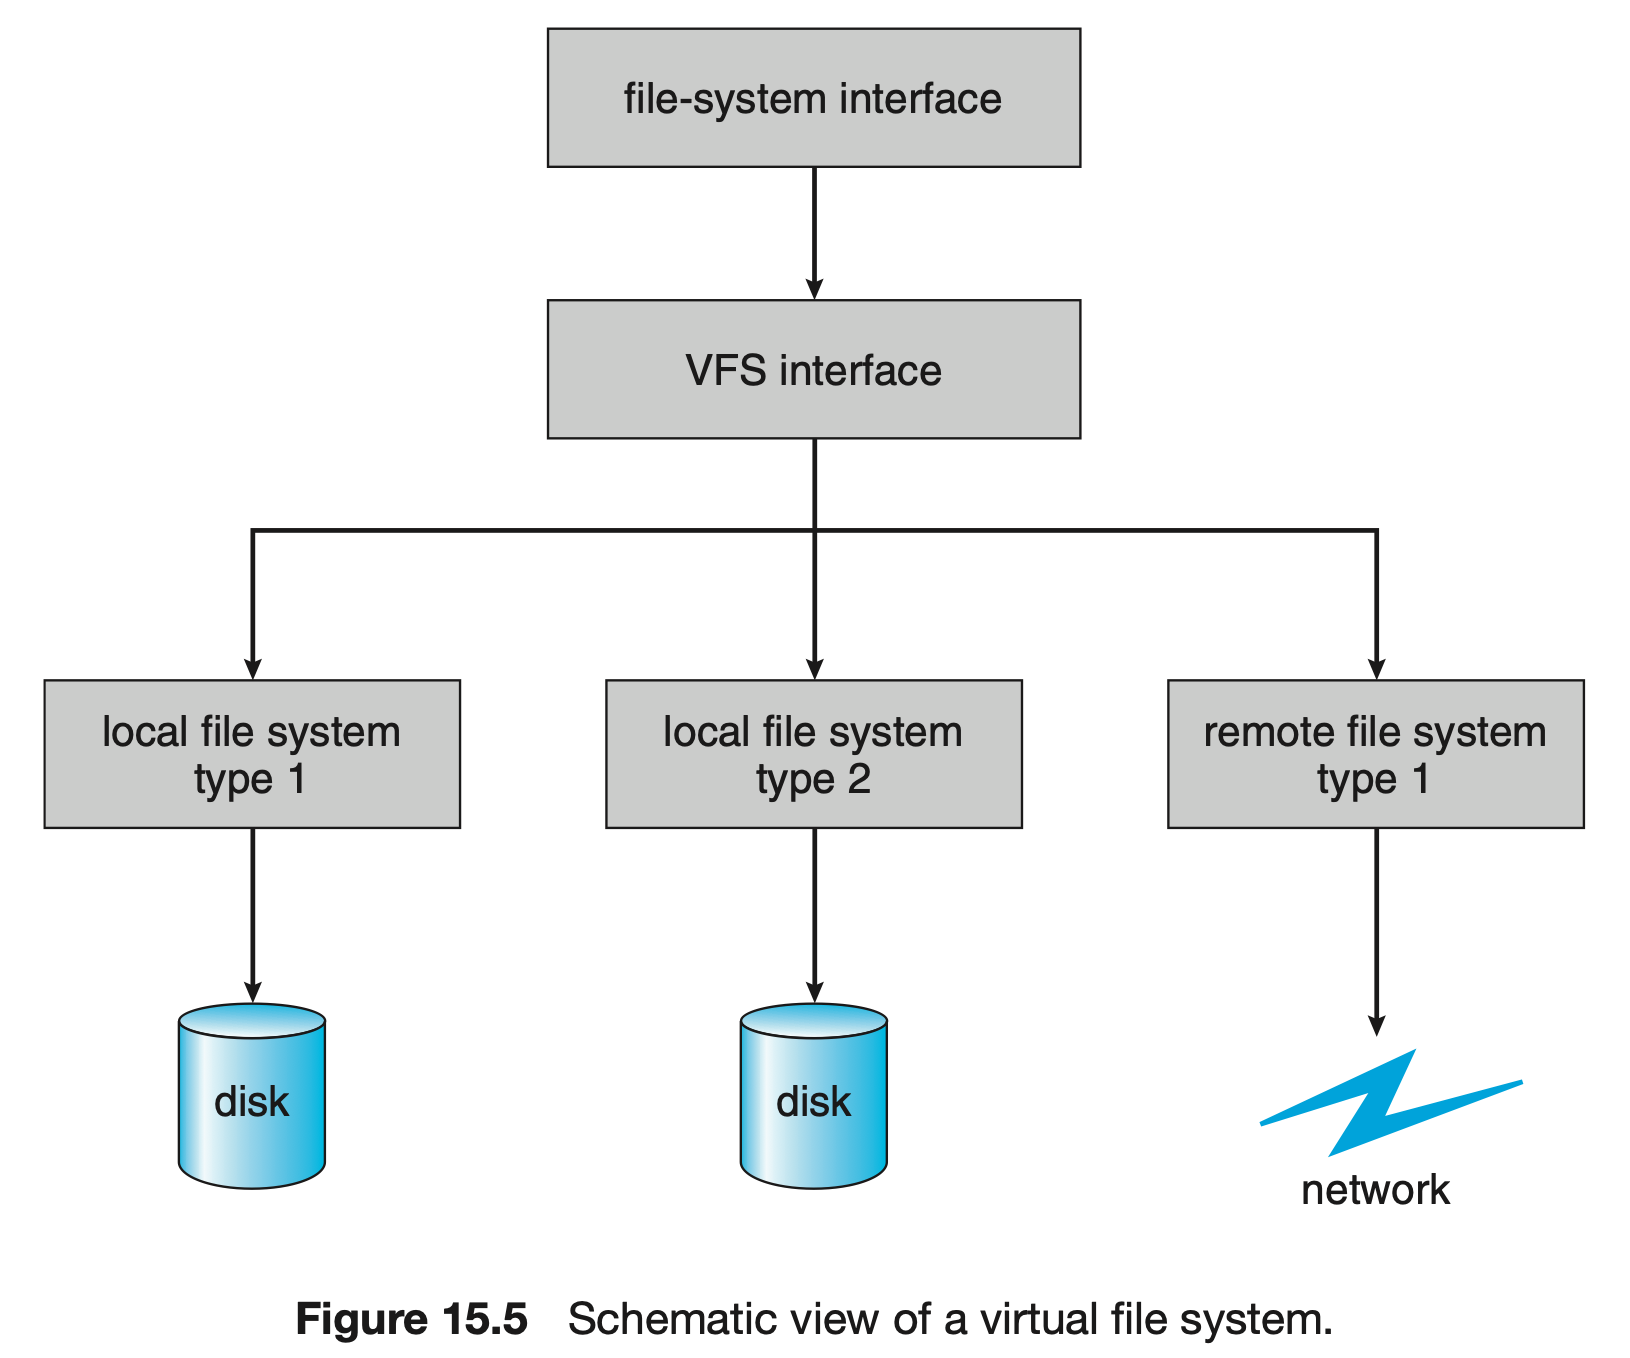 file-system interface
VFS interface
local file system
type 1
local file system
type 2
remote file system
type 1
disk
disk
network
Figure 15.5 Schematic view of a virtual file system.